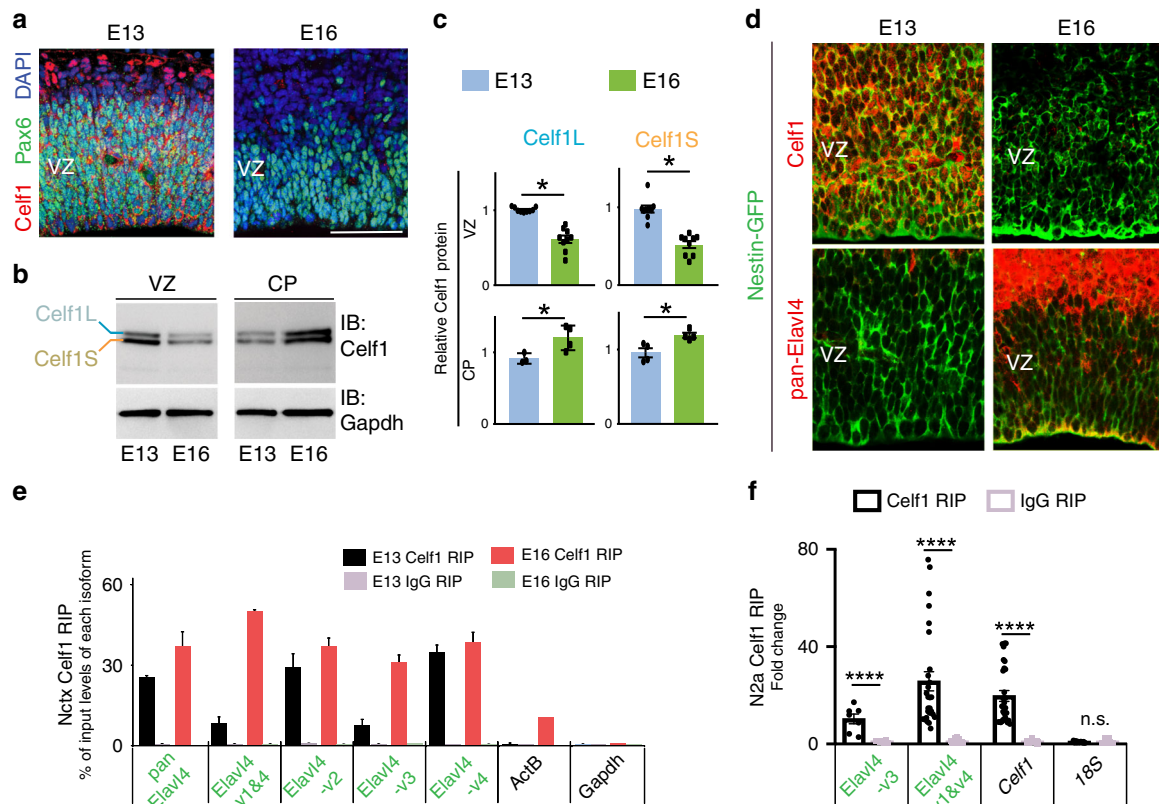 a
E13
E16
Celf1 Pax6 DAPI
VZ
VZ
b
VZ
CP
Celf1L
Celf1S
IB:
Celf1
IB:
Gapdh
E13 E16
E13 E16
c
E13
E16
Celf1L
Celf1S
Relative Celf1 protein
VZ
CP
*
*
1
1
0
0
*
*
1
1
0
0
d
E13
E16
Nestin-GFP
Celf1
pan-Elavl4
VZ
VZ
VZ
VZ
e
Nctx Celf1 RIP
% of input levels of each isoform
E13 Celf1 RIP
E16 Celf1 RIP
E13 IgG RIP
E16 IgG RIP
60
30
0
pan
Elavl4
Elavl4
v1&4
Elavl4
-v2
Elavl4
-v3
Elavl4
-v4
ActB
Gapdh
f
Celf1 RIP
IgG RIP
N2a Celf1 RIP
Fold change
80
40
0
****
****
****
n.s.
Elavl4
-v3
Elavl4
v1&v4
Celf1
18S